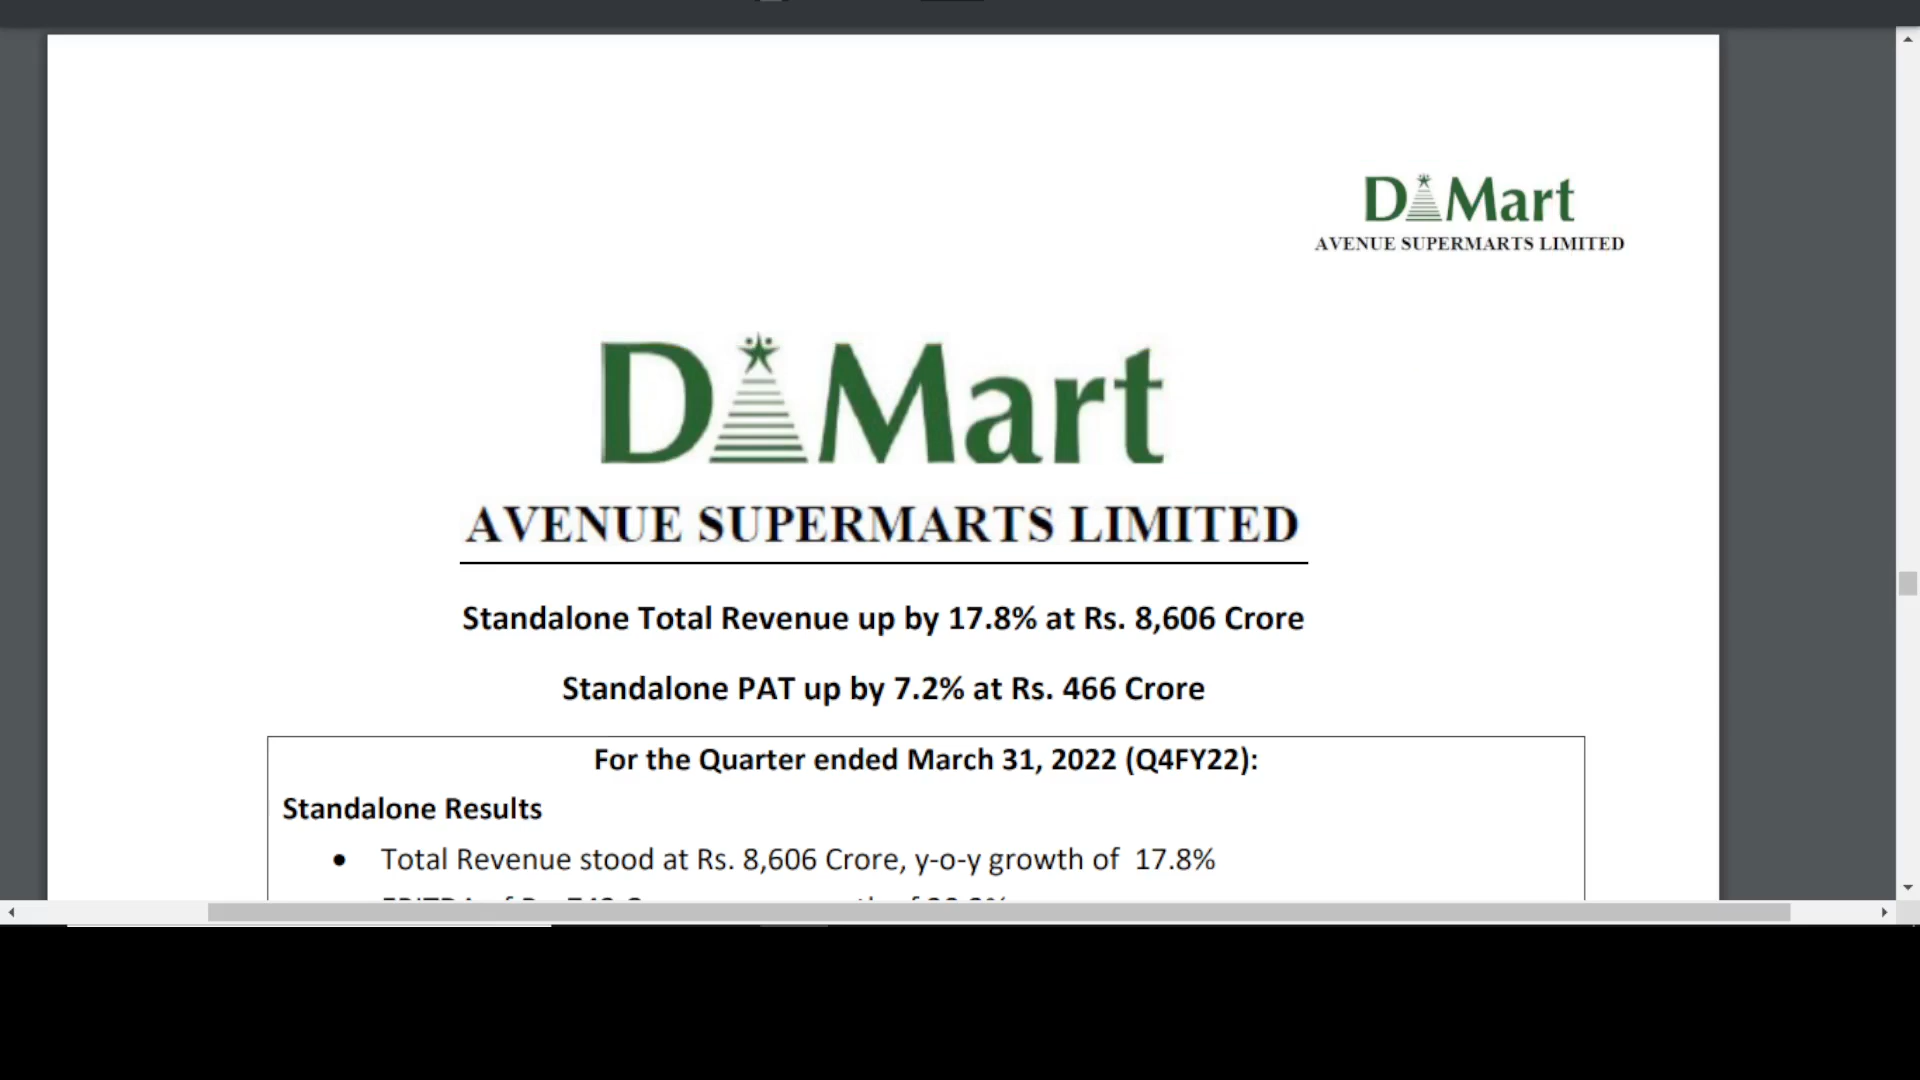 D Mart
AVENUE SUPERMARTS LIMITED
D Mart
AVENUE SUPERMARTS LIMITED
Standalone Total Revenue up by 17.8% at Rs. 8,606 Crore
Standalone PAT up by 7.2% at Rs. 466 Crore
For the Quarter ended March 31, 2022 (Q4FY22):
Standalone Results
• Total Revenue stood at Rs. 8,606 Crore, y-o-y growth of 17.8%